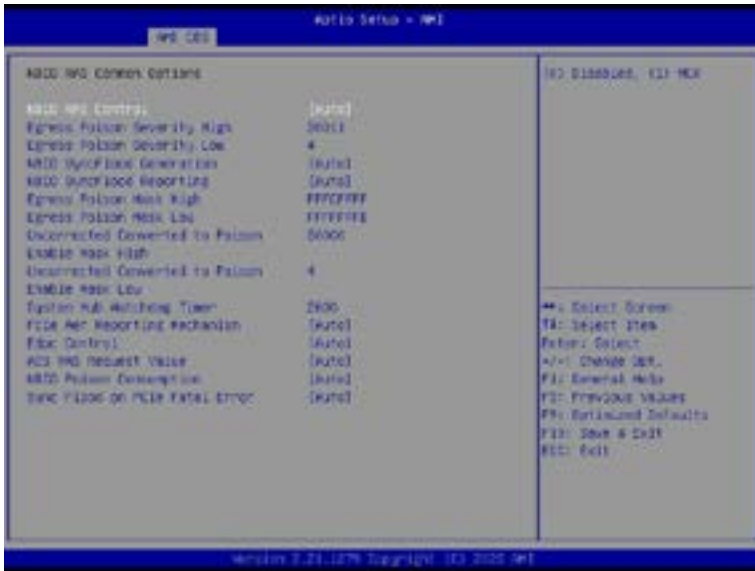 Aptio Setup - AMI
AMD CBS
NBIO RAS Common Options
(0) Disabled, (1) MCA
NBIO RAS Control [Auto]
Egress Poison Severity High
Egress Poison Severity Low 4
NBIO SyncFlood Generation [Auto]
NBIO SyncFlood Reporting [Auto]
Egress Poison Mask High FFFCFFFF
Egress Poison Mask Low
Uncorrected Converted to Poison
Enable Mask High
Uncorrected Converted to Poison 4
Enable Mask Low
System Hub Watchdog Timer 2600
PCIe Aer Reporting Mechanism [Auto]
Edpc Control [Auto]
ACS RAS Request Value [Auto]
NBIO Poison Consumption [Auto]
Sync Flood on PCIe Fatal Error [Auto]
: Select Screen
: Select Item
Enter: Select
+/-: Change Opt.
F1: General Help
F2: Previous Values
F9: Optimized Defaults
F10: Save & Exit
ESC: Exit
Version Copyright (C) AMI